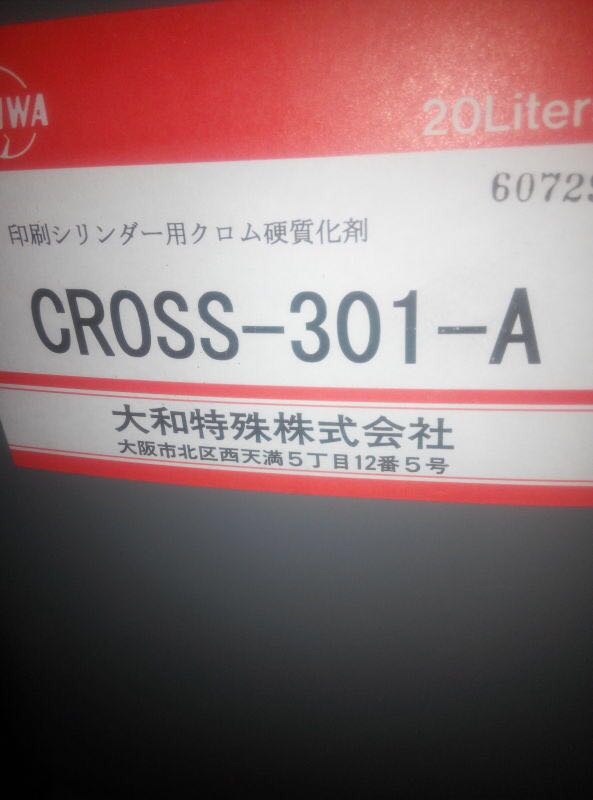 20Liter
印刷シリンダー用クロム硬質化剤
CROSS-301-A
大和特殊株式会社
大阪市北区西天満5丁目12番5号